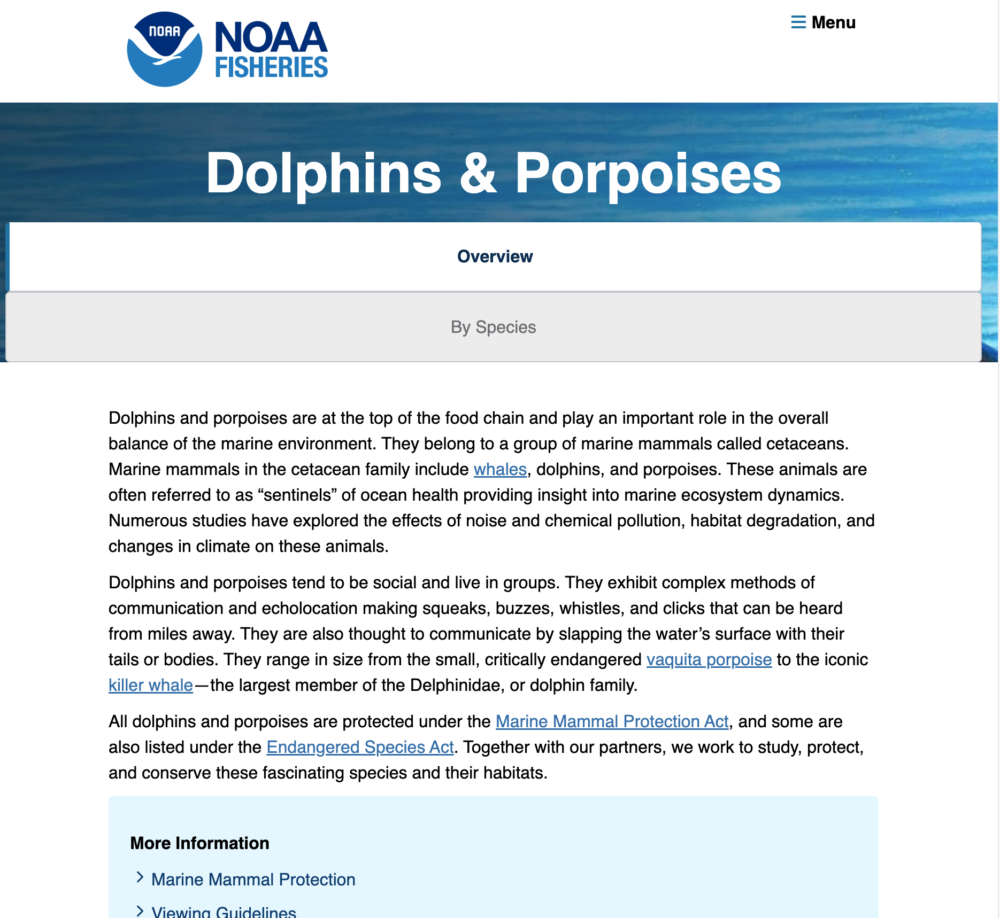 NOAA
NOAA
FISHERIES
Menu
Dolphins & Porpoises
Overview
By Species
Dolphins and porpoises are at the top of the food chain and play an important role in the overall
balance of the marine environment. They belong to a group of marine mammals called cetaceans.
Marine mammals in the cetacean family include whales, dolphins, and porpoises. These animals are
often referred to as “sentinels” of ocean health providing insight into marine ecosystem dynamics.
Numerous studies have explored the effects of noise and chemical pollution, habitat degradation, and
changes in climate on these animals.
Dolphins and porpoises tend to be social and live in groups. They exhibit complex methods of
communication and echolocation making squeaks, buzzes, whistles, and clicks that can be heard
from miles away. They are also thought to communicate by slapping the water’s surface with their
tails or bodies. They range in size from the small, critically endangered vaquita porpoise to the iconic
killer whale—the largest member of the Delphinidae, or dolphin family.
All dolphins and porpoises are protected under the Marine Mammal Protection Act, and some are
also listed under the Endangered Species Act. Together with our partners, we work to study, protect,
and conserve these fascinating species and their habitats.
More Information
Marine Mammal Protection
Viewing Guidelines